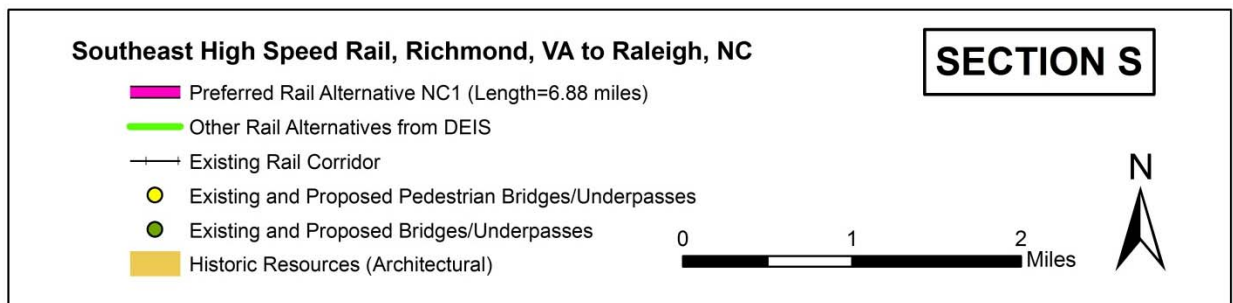 Southeast High Speed Rail, Richmond, VA to Raleigh, NC
SECTION S
Preferred Rail Alternative NC1 (Length=6.88 miles)
Other Rail Alternatives from DEIS
Existing Rail Corridor
Existing and Proposed Pedestrian Bridges/Underpasses
Existing and Proposed Bridges/Underpasses
Historic Resources (Architectural)
0 1 2
Miles
N